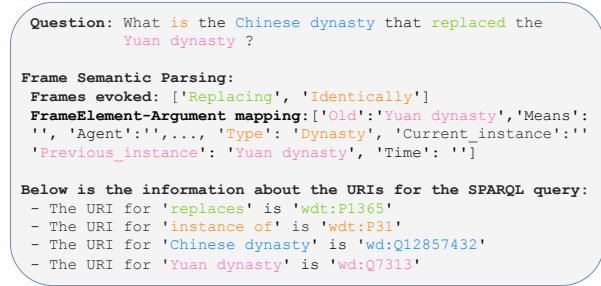 Question: What is the Chinese dynasty that replaced the
Yuan dynasty ?
Frame Semantic Parsing:
Frames evoked: ['Replacing', 'Identically']
FrameElement-Argument mapping:['Old':'Yuan dynasty','Means':
'', 'Agent':'',..., 'Type': 'Dynasty', 'Current_instance':''
'Previous_instance': 'Yuan dynasty', 'Time': '']
Below is the information about the URIs for the SPARQL query:
- The URI for 'replaces' is 'wdt:P1365'
- The URI for 'instance of' is 'wdt:P31'
- The URI for 'Chinese dynasty' is 'wd:Q12857432'
- The URI for 'Yuan dynasty' is 'wd:Q7313'